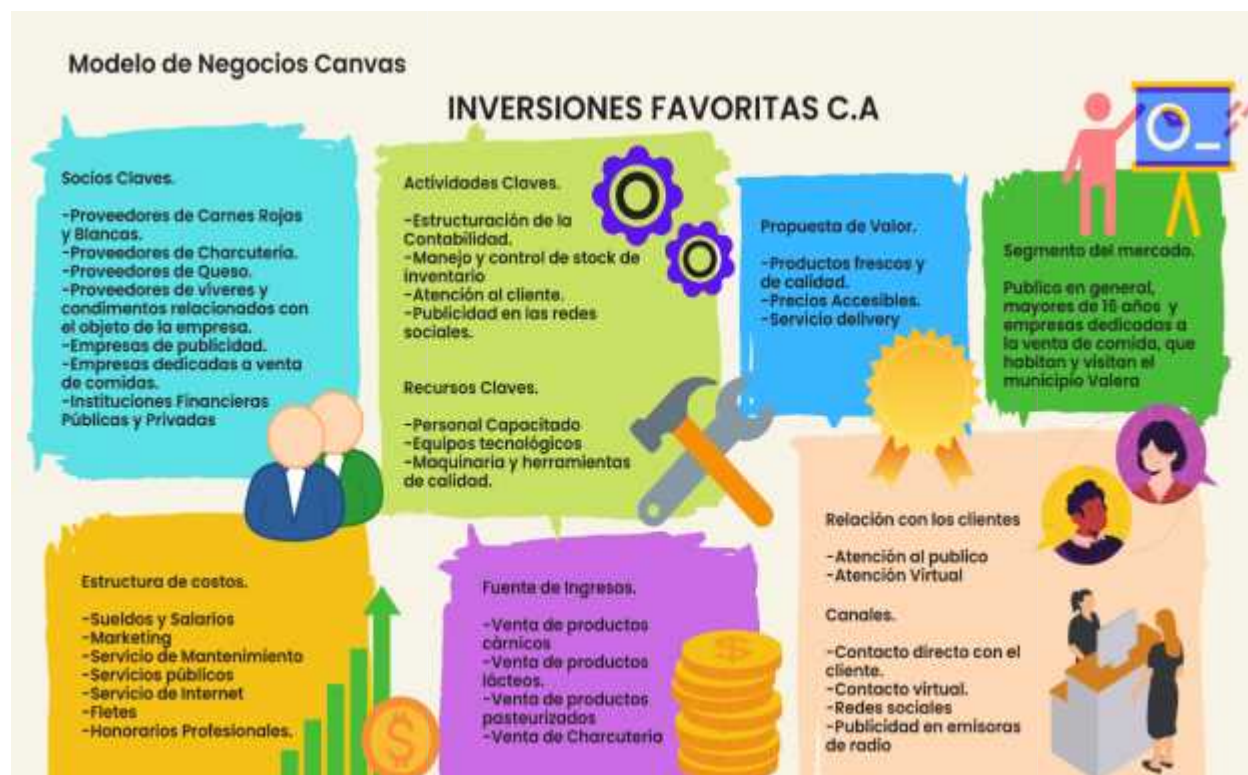 Modelo de Negocios Canvas
INVERSIONES FAVORITAS C.A
Socios Claves.
-Proveedores de Carnes Rojas
y Blancas.
-Proveedores de Charcuteria.
-Proveedores de Queso.
-Proveedores de viveres y
condimentos relacionados con
el objeto de la empresa.
-Empresas de publicidad.
-Empresas dedicadas a venta
de comidas.
-Instituciones Financieras
Públicas y Privadas
Actividades Claves.
-Estructuración de la
Contabilidad.
-Manejo y control de stock de
inventario
-Atención al cliente.
-Publicidad en las redes
sociales.
Recursos Claves.
-Personal Capacitado
-Equipos tecnológicos
-Maquinaria y herramientas
de calidad.
Propuesta de Valor.
-Productos frescos y
de calidad.
-Precios Accesibles.
-Servicio delivery
Segmento del mercado.
Publico en general,
mayores de 16 años y
empresas dedicadas a
la venta de comida, que
habitan y visitan el
municipio Valera
Estructura de costos.
-Sueldos y Salarios
-Marketing
-Servicio de Mantenimiento
-Servicios públicos
-Servicio de Internet
-Fletes
-Honorarios Profesionales.
Fuente de Ingresos.
-Venta de productos
cárnicos
-Venta de productos
lácteos.
-Venta de productos
pasteurizados
-Venta de Charcuteria
Relación con los clientes
-Atención al publico
-Atención Virtual
Canales.
-Contacto directo con el
cliente.
-Contacto virtual.
-Redes sociales
-Publicidad en emisoras
de radio